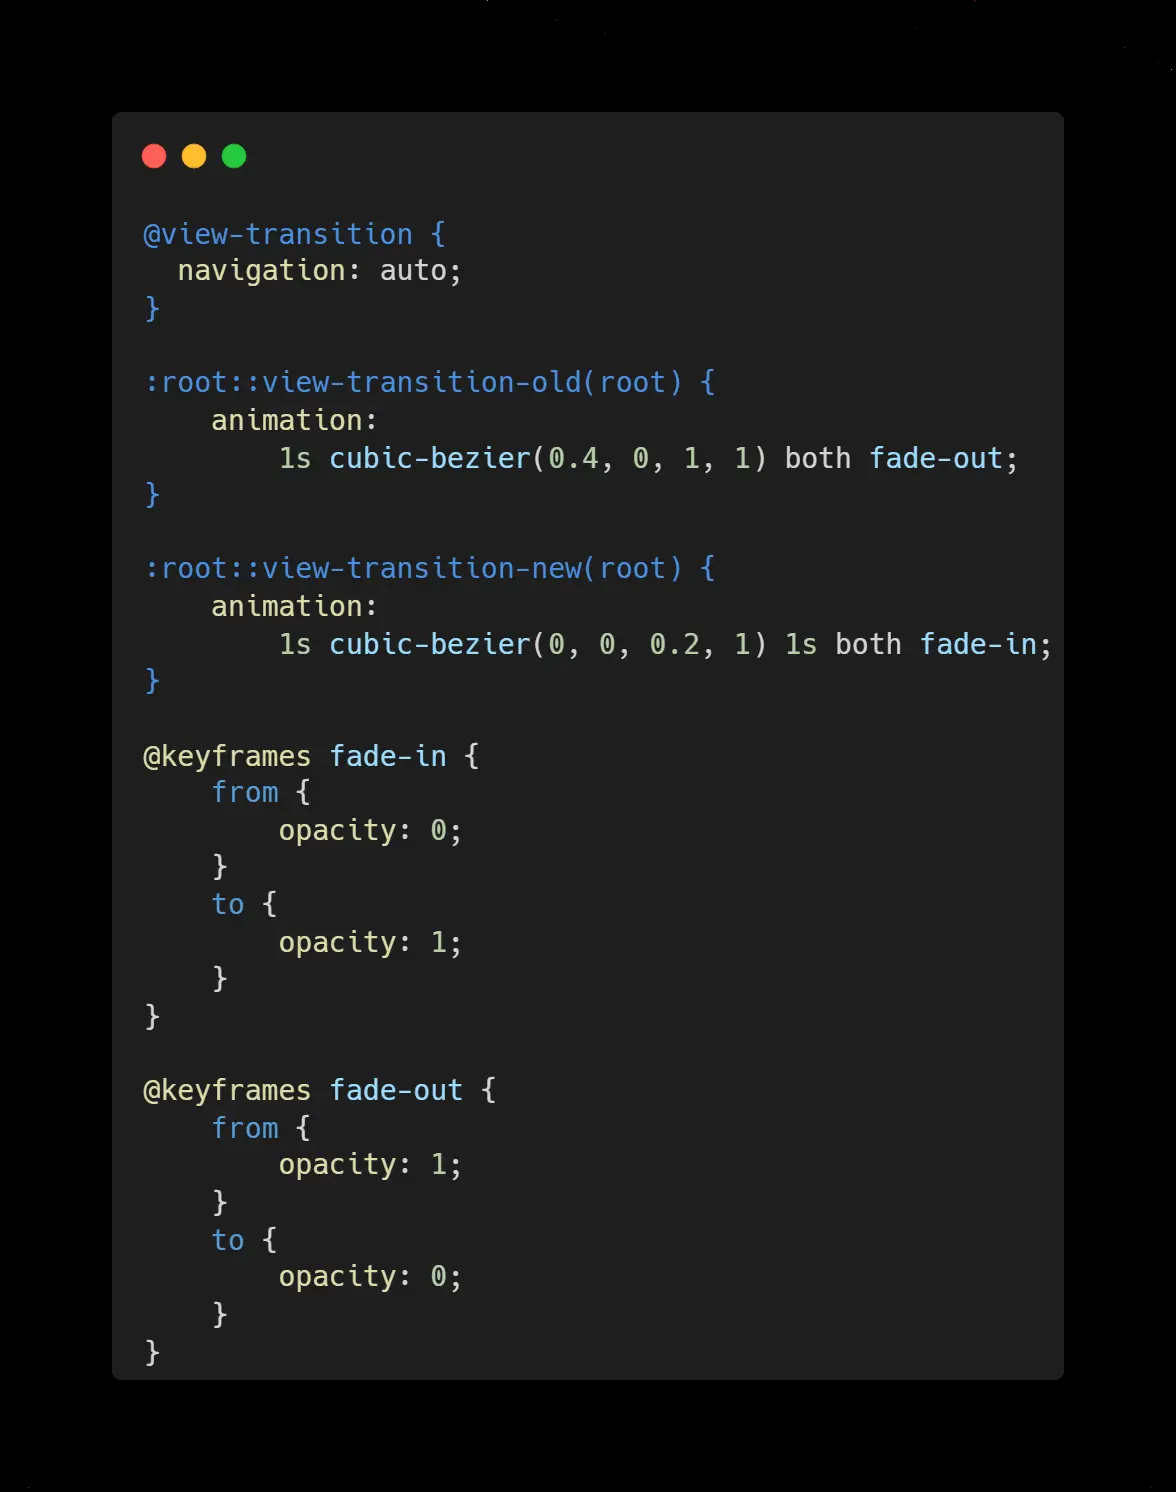 @view-transition {
  navigation: auto;
}

:root::view-transition-old(root) {
    animation:
        1s cubic-bezier(0.4, 0, 1, 1) both fade-out;
}

:root::view-transition-new(root) {
    animation:
        1s cubic-bezier(0, 0, 0.2, 1) 1s both fade-in;
}

@keyframes fade-in {
    from {
        opacity: 0;
    }
    to {
        opacity: 1;
    }
}

@keyframes fade-out {
    from {
        opacity: 1;
    }
    to {
        opacity: 0;
    }
}